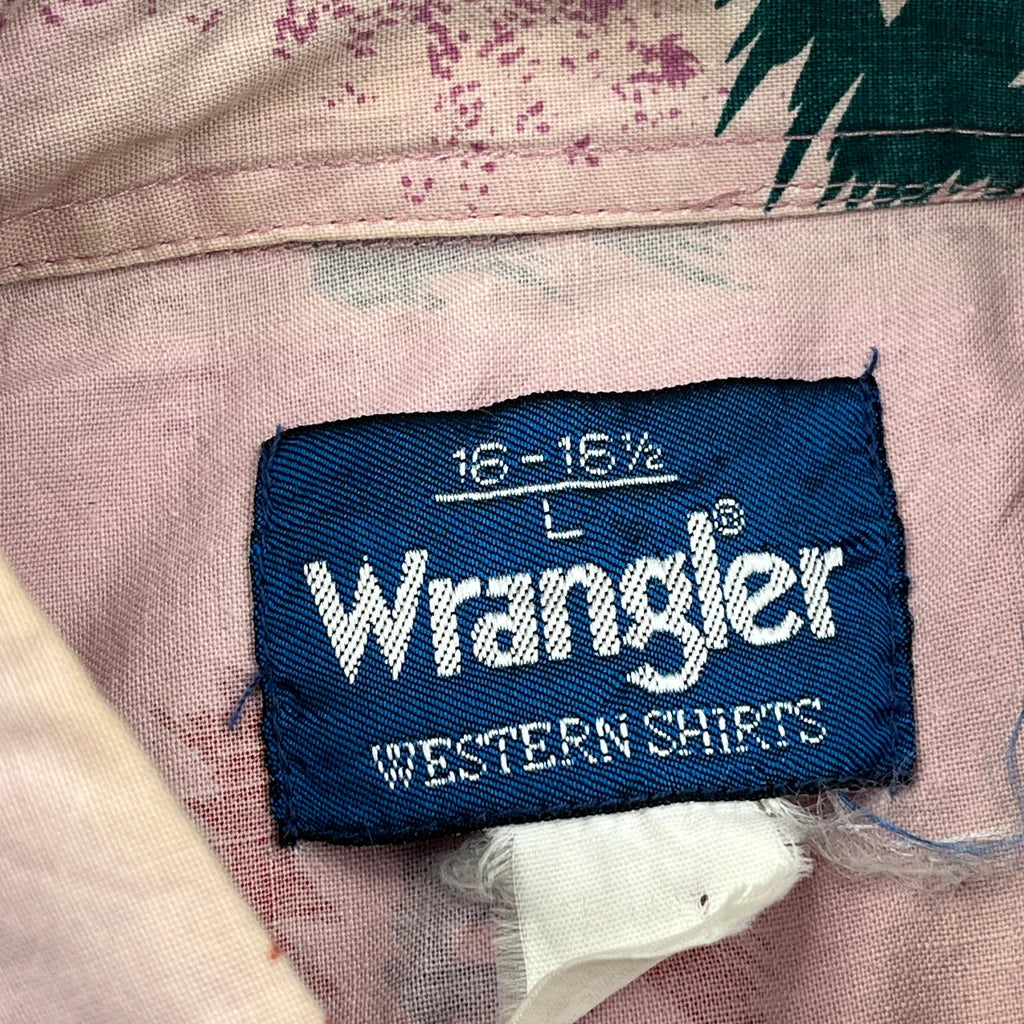 16-16½
L
Wrangler®
WESTERN SHIRTS